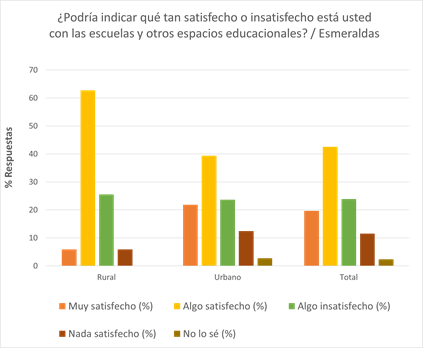 ¿Podría indicar qué tan satisfecho o insatisfecho está usted
con las escuelas y otros espacios educacionales? / Esmeraldas
70
60
50
40
30
20
10
0
% Respuestas
Rural Urbano Total
Muy satisfecho (%) Algo satisfecho (%) Algo insatisfecho (%)
Nada satisfecho (%) No lo sé (%)